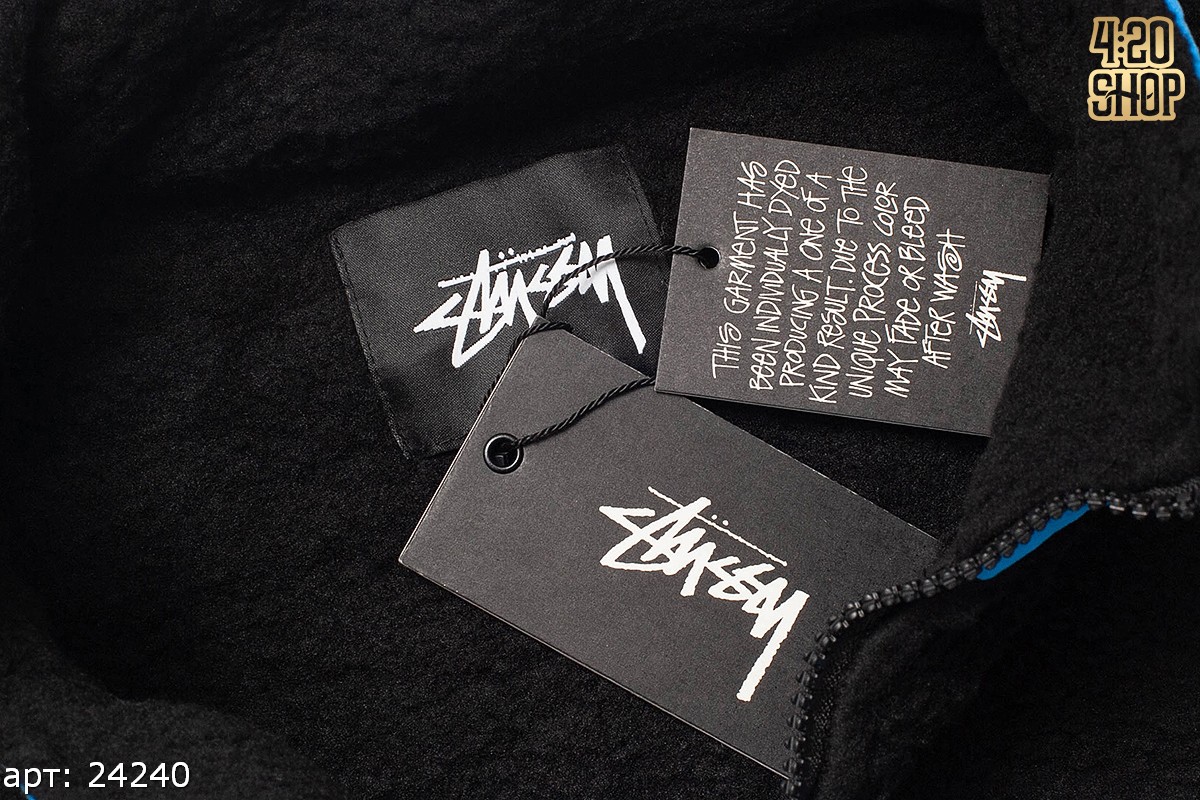 4:20
SHOP
STÜSSY
THIS GARMENT HAS
BEEN INDIVIDUALLY DYED
PRODUCING A ONE OF A
KIND RESULT. DUE TO THE
UNIQUE PROCESS COLOR
MAY FADE OR BLEED
AFTER WASH
STÜSSY
STÜSSY
арт: 24240